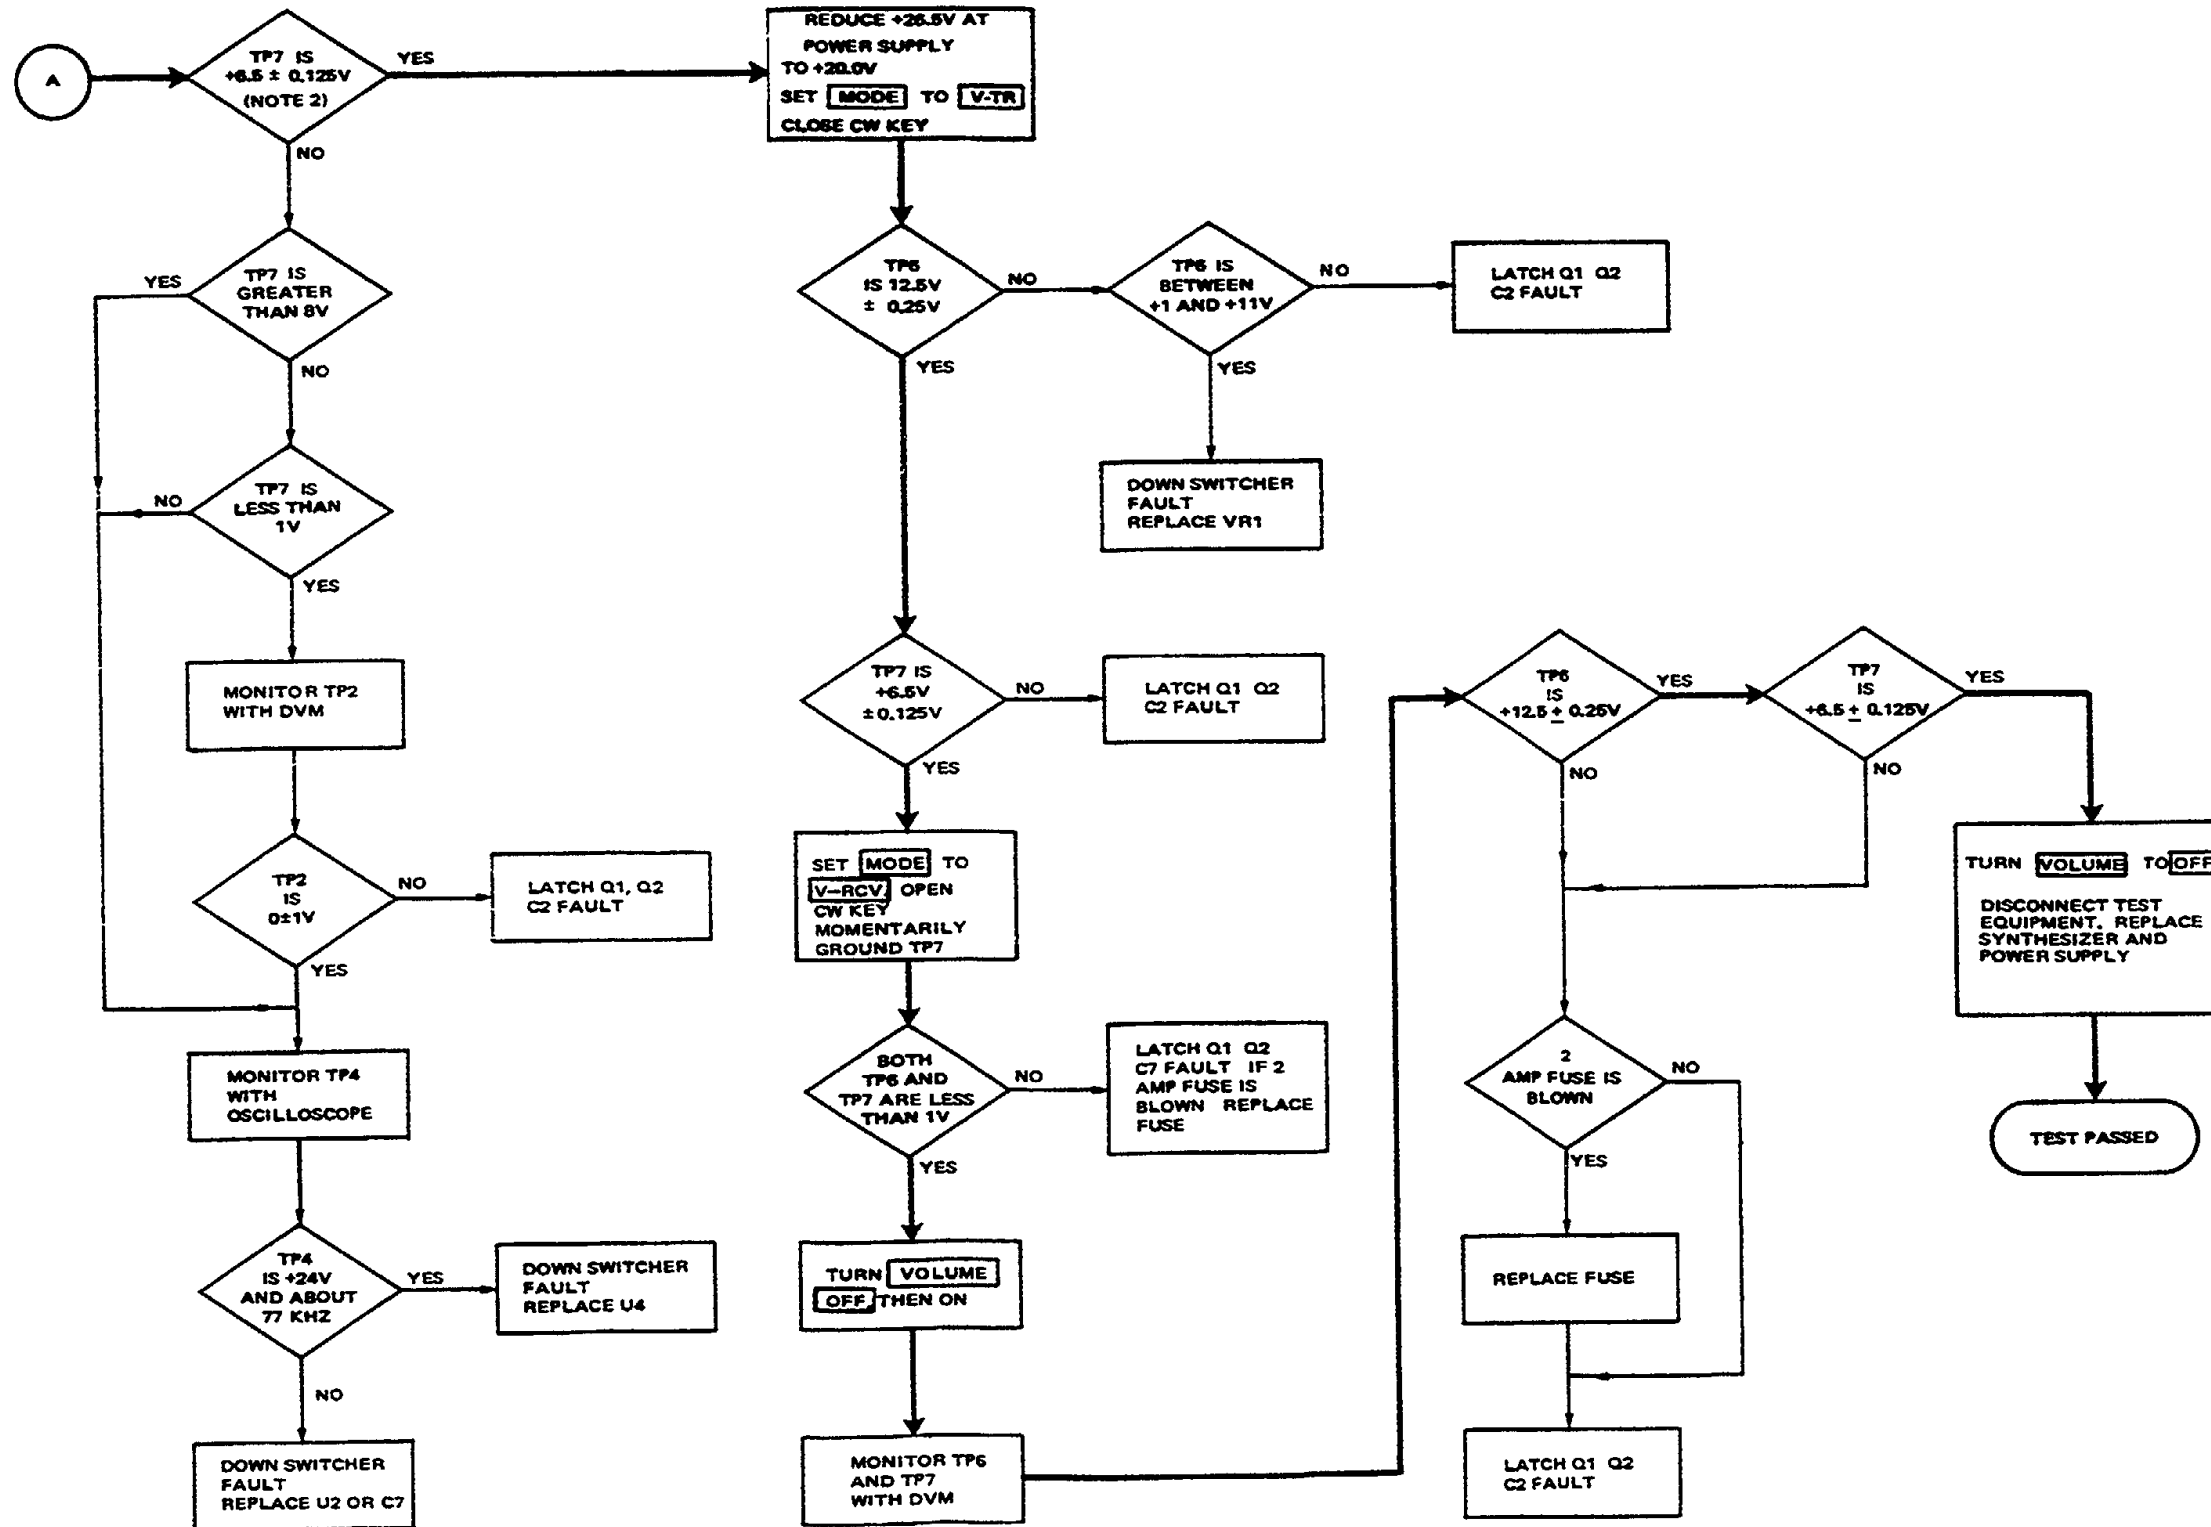 A
TP7 IS
+6.5 ± 0.125V
(NOTE 2)
YES
NO
TP7 IS
GREATER
THAN 8V
YES
NO
TP7 IS
LESS THAN
1V
NO
YES
MONITOR TP2
WITH DVM
TP2
IS
0±1V
NO
LATCH Q1, Q2
C2 FAULT
YES
MONITOR TP4
WITH
OSCILLOSCOPE
TP4
IS +24V
AND ABOUT
77 KHZ
YES
DOWN SWITCHER
FAULT
REPLACE U4
NO
DOWN SWITCHER
FAULT
REPLACE U2 OR C7
REDUCE +26.5V AT
POWER SUPPLY
TO +20.0V
SET MODE TO V-TR
CLOSE CW KEY
TP6
IS 12.5V
± 0.25V
NO
TP6 IS
BETWEEN
+1 AND +11V
NO
LATCH Q1 Q2
C2 FAULT
YES
DOWN SWITCHER
FAULT
REPLACE VR1
YES
TP7 IS
+6.5V
±0.125V
NO
LATCH Q1 Q2
C2 FAULT
YES
SET MODE TO
V-RCV, OPEN
CW KEY
MOMENTARILY
GROUND TP7
BOTH
TP6 AND
TP7 ARE LESS
THAN 1V
NO
LATCH Q1 Q2
C7 FAULT IF 2
AMP FUSE IS
BLOWN REPLACE
FUSE
YES
TURN VOLUME
OFF, THEN ON
MONITOR TP6
AND TP7
WITH DVM
TP6
IS
+12.5 ± 0.25V
YES
NO
TP7
IS
+6.5 ± 0.125V
YES
NO
TURN VOLUME TO OFF
DISCONNECT TEST
EQUIPMENT. REPLACE
SYNTHESIZER AND
POWER SUPPLY
TEST PASSED
2
AMP FUSE IS
BLOWN
NO
YES
REPLACE FUSE
LATCH Q1 Q2
C2 FAULT